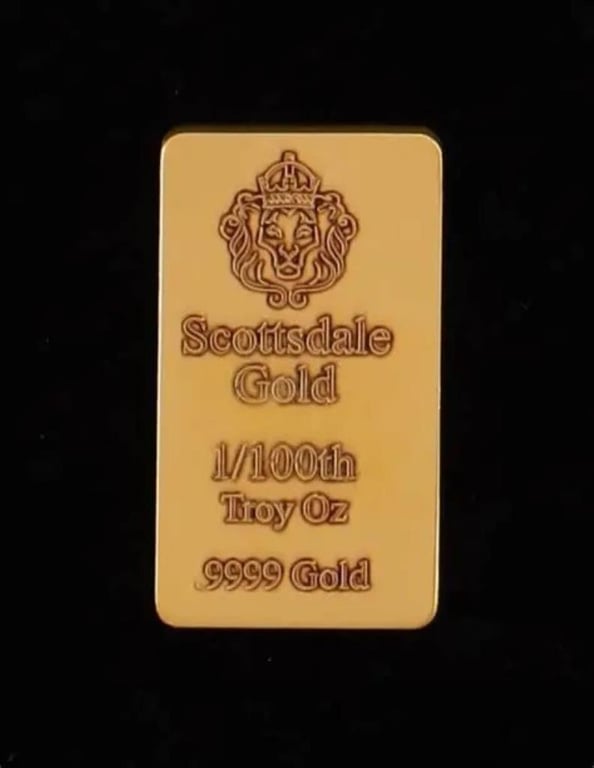 Scottsdale
Gold
1/100th
Troy Oz
.9999 Gold